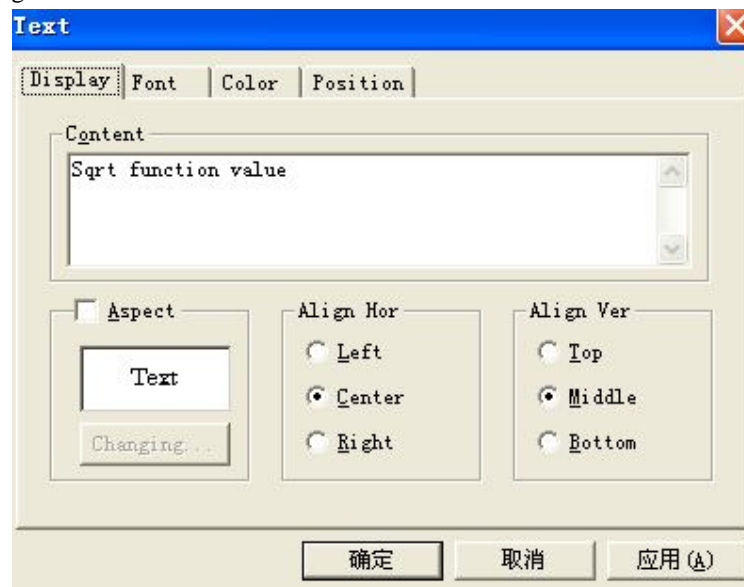 Text
Display Font Color Position
Content
Sqrt function value
Aspect
Text
Changing...
Align Hor
Left
Center
Right
Align Ver
Top
Middle
Bottom
确定 取消 应用(A)